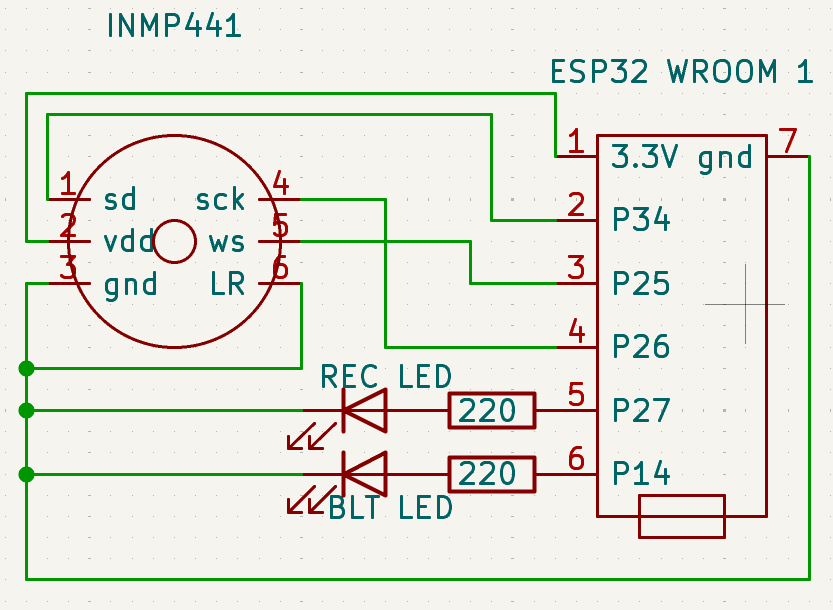 INMP441
ESP32 WROOM 1
1 3.3V gnd 7
1 sd sck 4
2 P34
2 vdd ws 5
3 gnd LR 6
3 P25
4 P26
REC LED
220 5 P27
220 6 P14
BLT LED